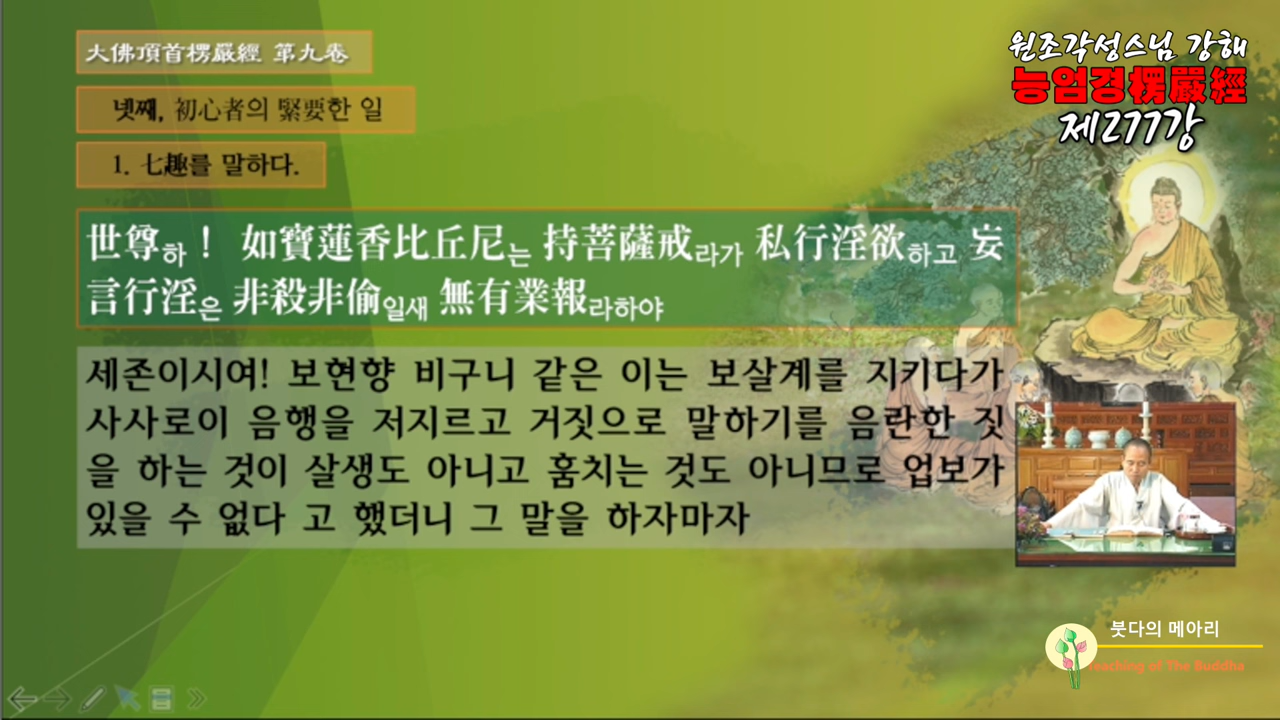 大佛頂首楞嚴經 第九卷
넷째, 初心者의 緊要한 일
1. 七趣를 말하다.
世尊하 ! 如寶蓮香比丘尼는 持菩薩戒라가 私行淫欲하고 妄
言行淫은 非殺非偷일새 無有業報라하야
세존이시여! 보현향 비구니 같은 이는 보살계를 지키다가
사사로이 음행을 저지르고 거짓으로 말하기를 음란한 짓
을 하는 것이 살생도 아니고 훔치는 것도 아니므로 업보가
있을 수 없다 고 했더니 그 말을 하자마자
원조각성스님 강해
능엄경楞嚴經
제277강
붓다의 메아리
Teaching of The Buddha